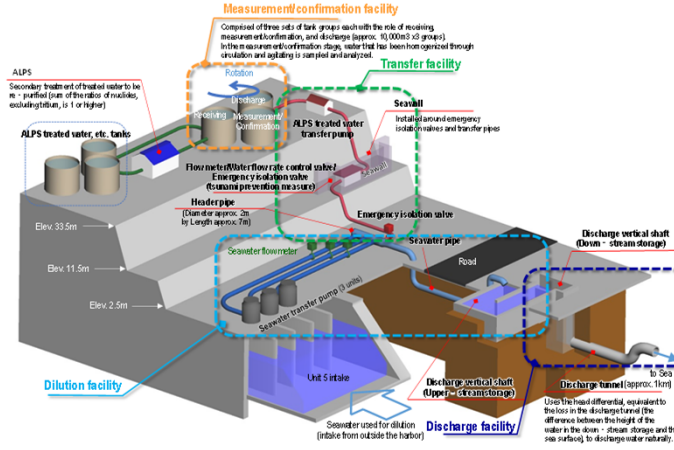 Measurement/confirmation facility
Comprised of three sets of tank groups each with the role of receiving,
measurement/confirmation, and discharge (approx. 10,000m3 x3 groups).
In the measurement/confirmation stage, water that has been homogenized through
circulation and agitating is sampled and analyzed.
Transfer facility
ALPS
Secondary treatment of treated water to be
re‐purified (sum of the ratios of nuclides,
excluding tritium, is 1 or higher)
Rotation
Discharge
Receiving
Measurement/
Confirmation
Seawall
Installed around emergency
isolation valves and transfer pipes
ALPS treated water
transfer pump
ALPS treated water, etc. tanks
Flow meter/Water flow rate control valve/
Emergency isolation valve
(tsunami prevention measure)
Seawall
Header pipe
(Diameter approx. 2m
by Length approx. 7m)
Emergency isolation valve
Elev. 33.5m
Seawater flowmeter
Seawater pipe
Road
Discharge vertical shaft
(Down‐stream storage)
Elev. 11.5m
Elev. 2.5m
Seawater transfer pump (3 units)
Unit 5 intake
Dilution facility
Discharge vertical shaft
(Upper‐stream storage)
to Sea
Discharge tunnel (approx. 1km)
Uses the head differential, equivalent to
the loss in the discharge tunnel (the
difference between the height of the
water in the down‐stream storage and the
sea surface), to discharge water naturally.
Seawater used for dilution
(intake from outside the harbor)
Discharge facility